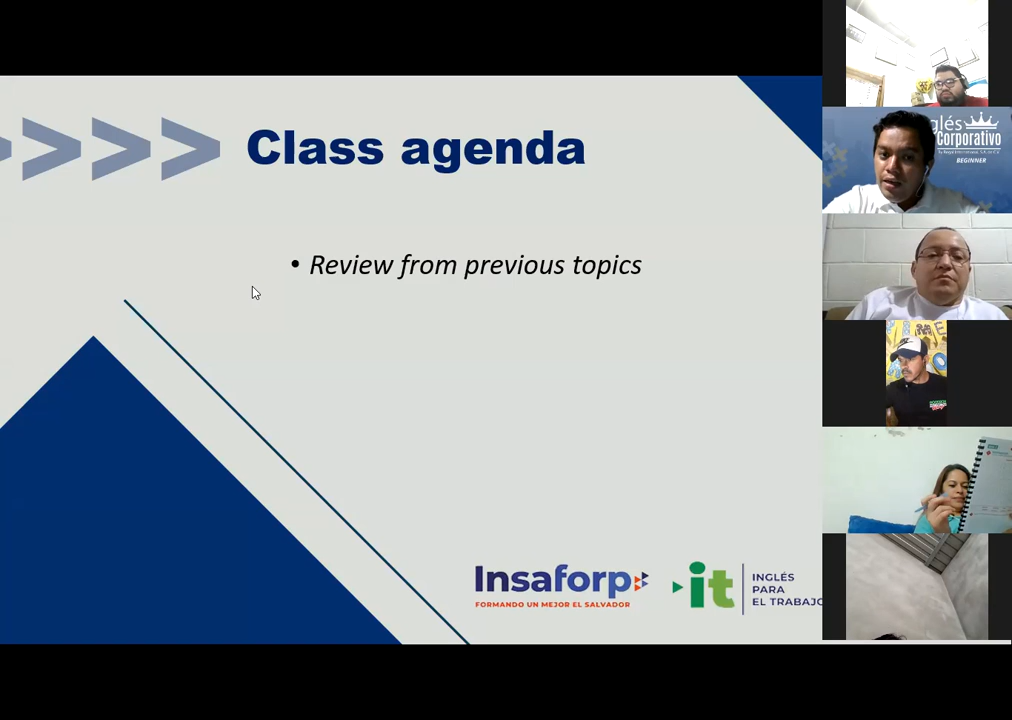 Class agenda
• Review from previous topics
Insaforp
FORMANDO UN MEJOR EL SALVADOR
it
INGLÉS
PARA
EL TRABAJO
glés
Corporativo
BEGINNER